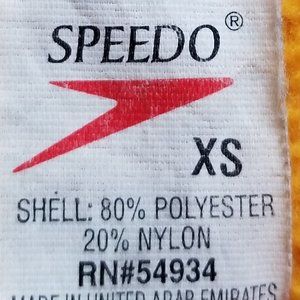 SPEEDO®
XS
SHELL: 80% POLYESTER
20% NYLON
RN#54934
MADE IN UNITED ARAB EMIRATES